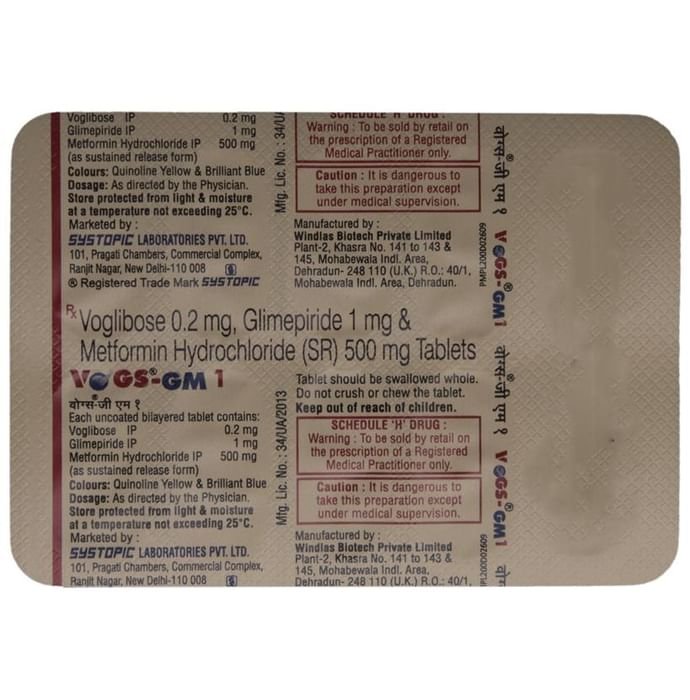 Voglibose IP 0.2 mg
Glimepiride IP 1 mg
Metformin Hydrochloride IP 500 mg
(as sustained release form)
Colours: Quinoline Yellow & Brilliant Blue
Dosage: As directed by the Physician.
Store protected from light & moisture
at a temperature not exceeding 25°C.
Marketed by :
SYSTOPIC LABORATORIES PVT. LTD.
101, Pragati Chambers, Commercial Complex,
Ranjit Nagar, New Delhi-110 008
® Registered Trade Mark SYSTOPIC
Mfg. Lic. No. : 34/UA
SCHEDULE 'H' DRUG :
Warning : To be sold by retail on
the prescription of a Registered
Medical Practitioner only.
Caution : It is dangerous to
take this preparation except
under medical supervision.
Manufactured by :
Windlas Biotech Private Limited
Plant-2, Khasra No. 141 to 143 &
145, Mohabewala Indl. Area,
Dehradun- 248 110 (U.K.) R.O.: 40/1,
Mohabewala Indl. Area, Dehradun.
PMPL200D02609
वोग्स®-जी एम १ VOGS®-GM 1
Rx Voglibose 0.2 mg, Glimepiride 1 mg &
Metformin Hydrochloride (SR) 500 mg Tablets
VOGS®-GM 1
वोग्स®-जी एम १
Each uncoated bilayered tablet contains:
Voglibose IP 0.2 mg
Glimepiride IP 1 mg
Metformin Hydrochloride IP 500 mg
(as sustained release form)
Colours: Quinoline Yellow & Brilliant Blue
Dosage: As directed by the Physician.
Store protected from light & moisture
at a temperature not exceeding 25°C.
Marketed by :
SYSTOPIC LABORATORIES PVT. LTD.
101, Pragati Chambers, Commercial Complex,
Ranjit Nagar, New Delhi-110 008
Mfg. Lic. No. : 34/UA/2013
Tablet should be swallowed whole.
Do not crush or chew the tablet.
Keep out of reach of children.
SCHEDULE 'H' DRUG :
Warning : To be sold by retail on
the prescription of a Registered
Medical Practitioner only.
Caution : It is dangerous to
take this preparation except
under medical supervision.
Manufactured by :
Windlas Biotech Private Limited
Plant-2, Khasra No. 141 to 143 &
145, Mohabewala Indl. Area,
Dehradun- 248 110 (U.K.) R.O.: 40/1,
IPL200D02609
वोग्स®-जी एम १ VOGS®-GM 1